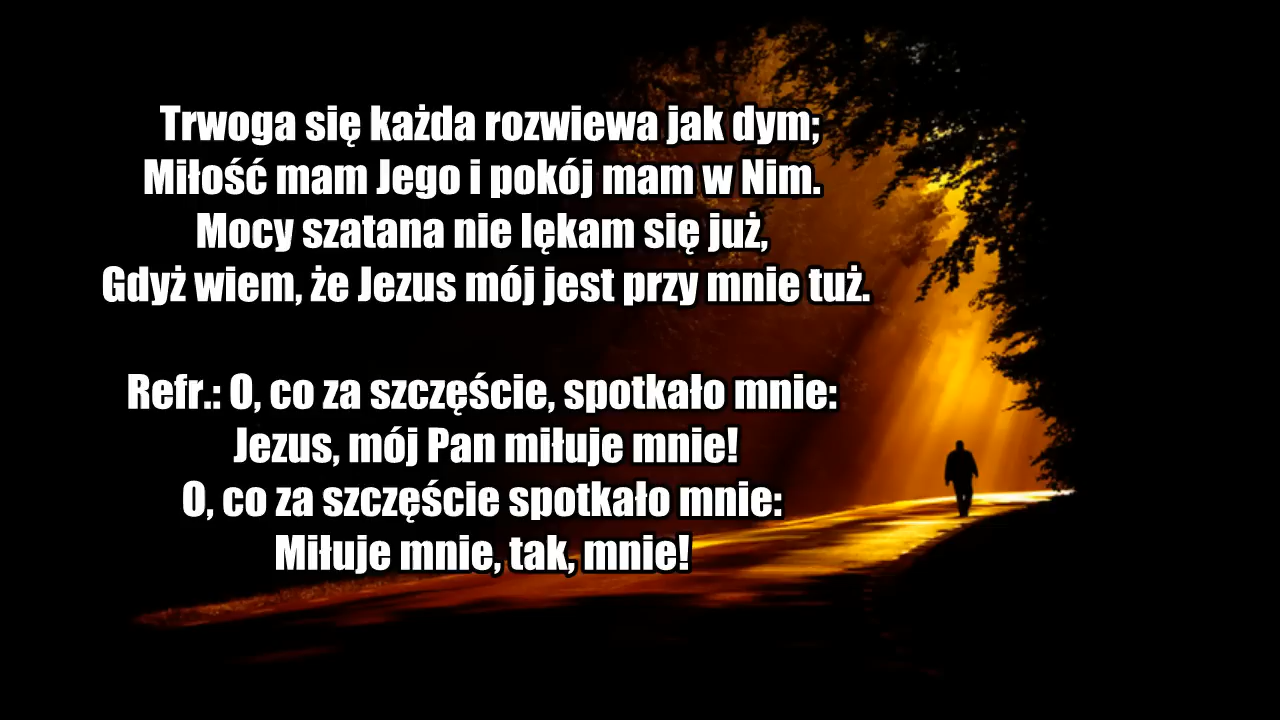 Trwoga się każda rozwiewa jak dym;
Miłość mam Jego i pokój mam w Nim.
Mocy szatana nie lękam się już,
Gdyż wiem, że Jezus mój jest przy mnie tuż.
Refr.: O, co za szczęście, spotkało mnie:
Jezus, mój Pan miłuje mnie!
O, co za szczęście spotkało mnie:
Miłuje mnie, tak, mnie!